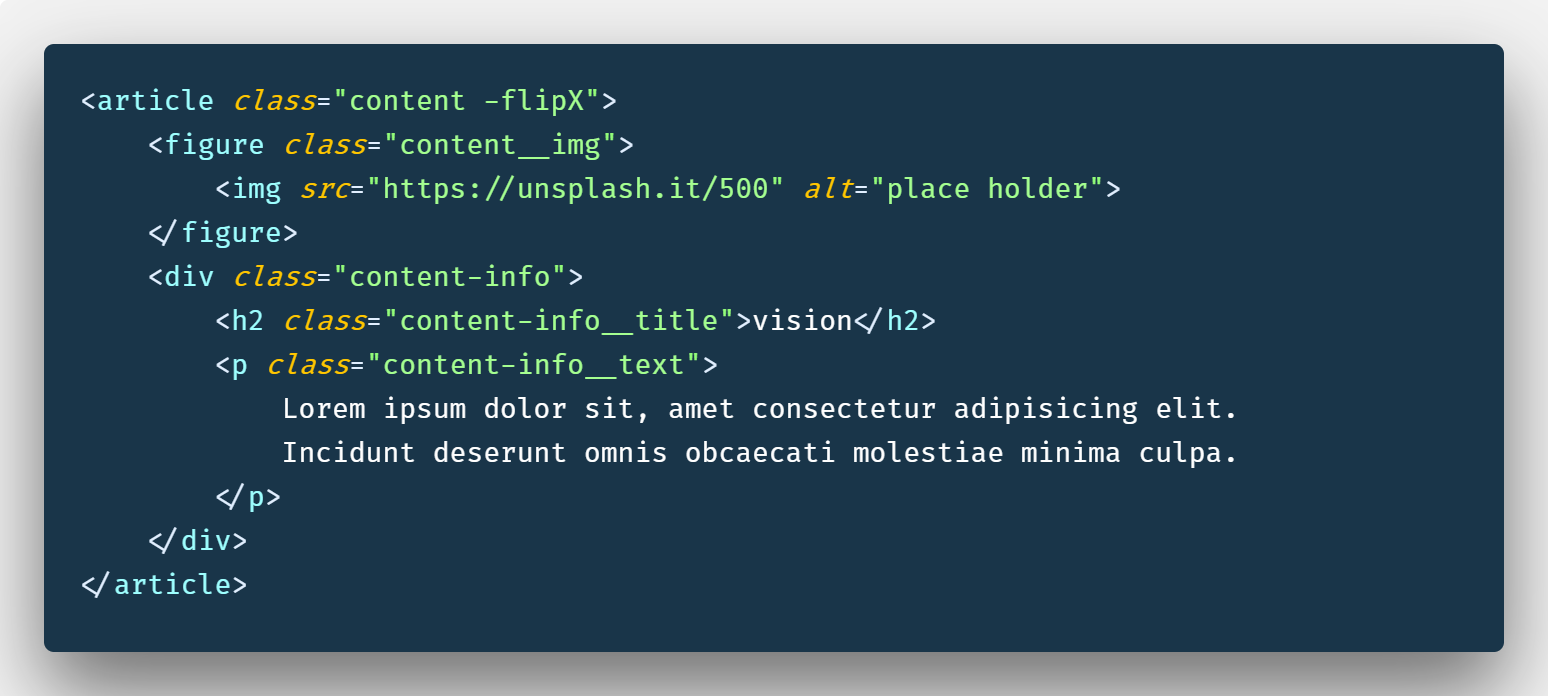 <article class="content -flipX">
    <figure class="content__img">
        <img src="https://unsplash.it/500" alt="place holder">
    </figure>
    <div class="content-info">
        <h2 class="content-info__title">vision</h2>
        <p class="content-info__text">
            Lorem ipsum dolor sit, amet consectetur adipisicing elit.
            Incidunt deserunt omnis obcaecati molestiae minima culpa.
        </p>
    </div>
</article>